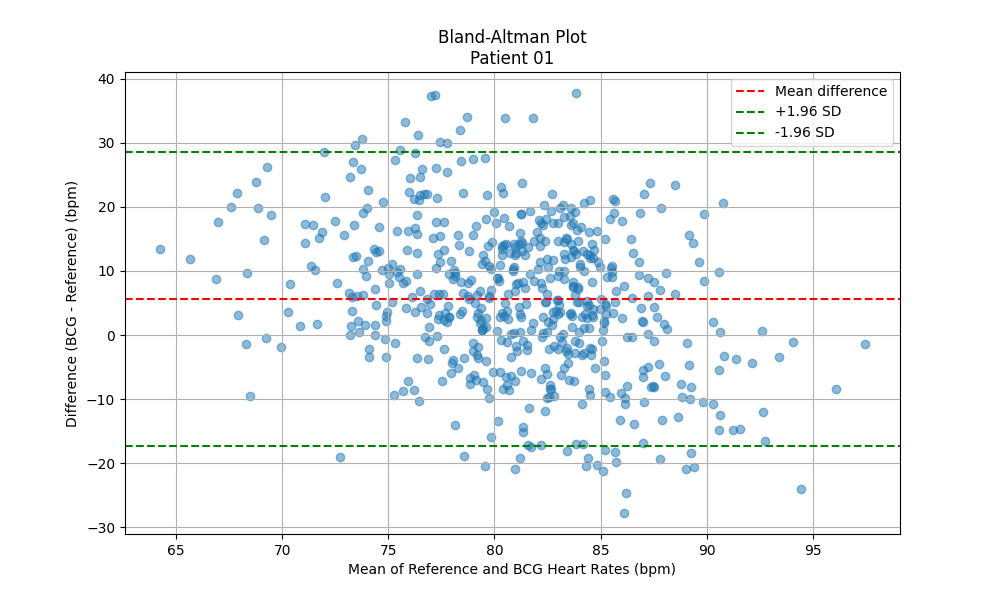 Bland-Altman Plot
Patient 01
Mean difference
+1.96 SD
-1.96 SD
Difference (BCG - Reference) (bpm)
40
30
20
10
0
−10
−20
−30
65 70 75 80 85 90 95
Mean of Reference and BCG Heart Rates (bpm)